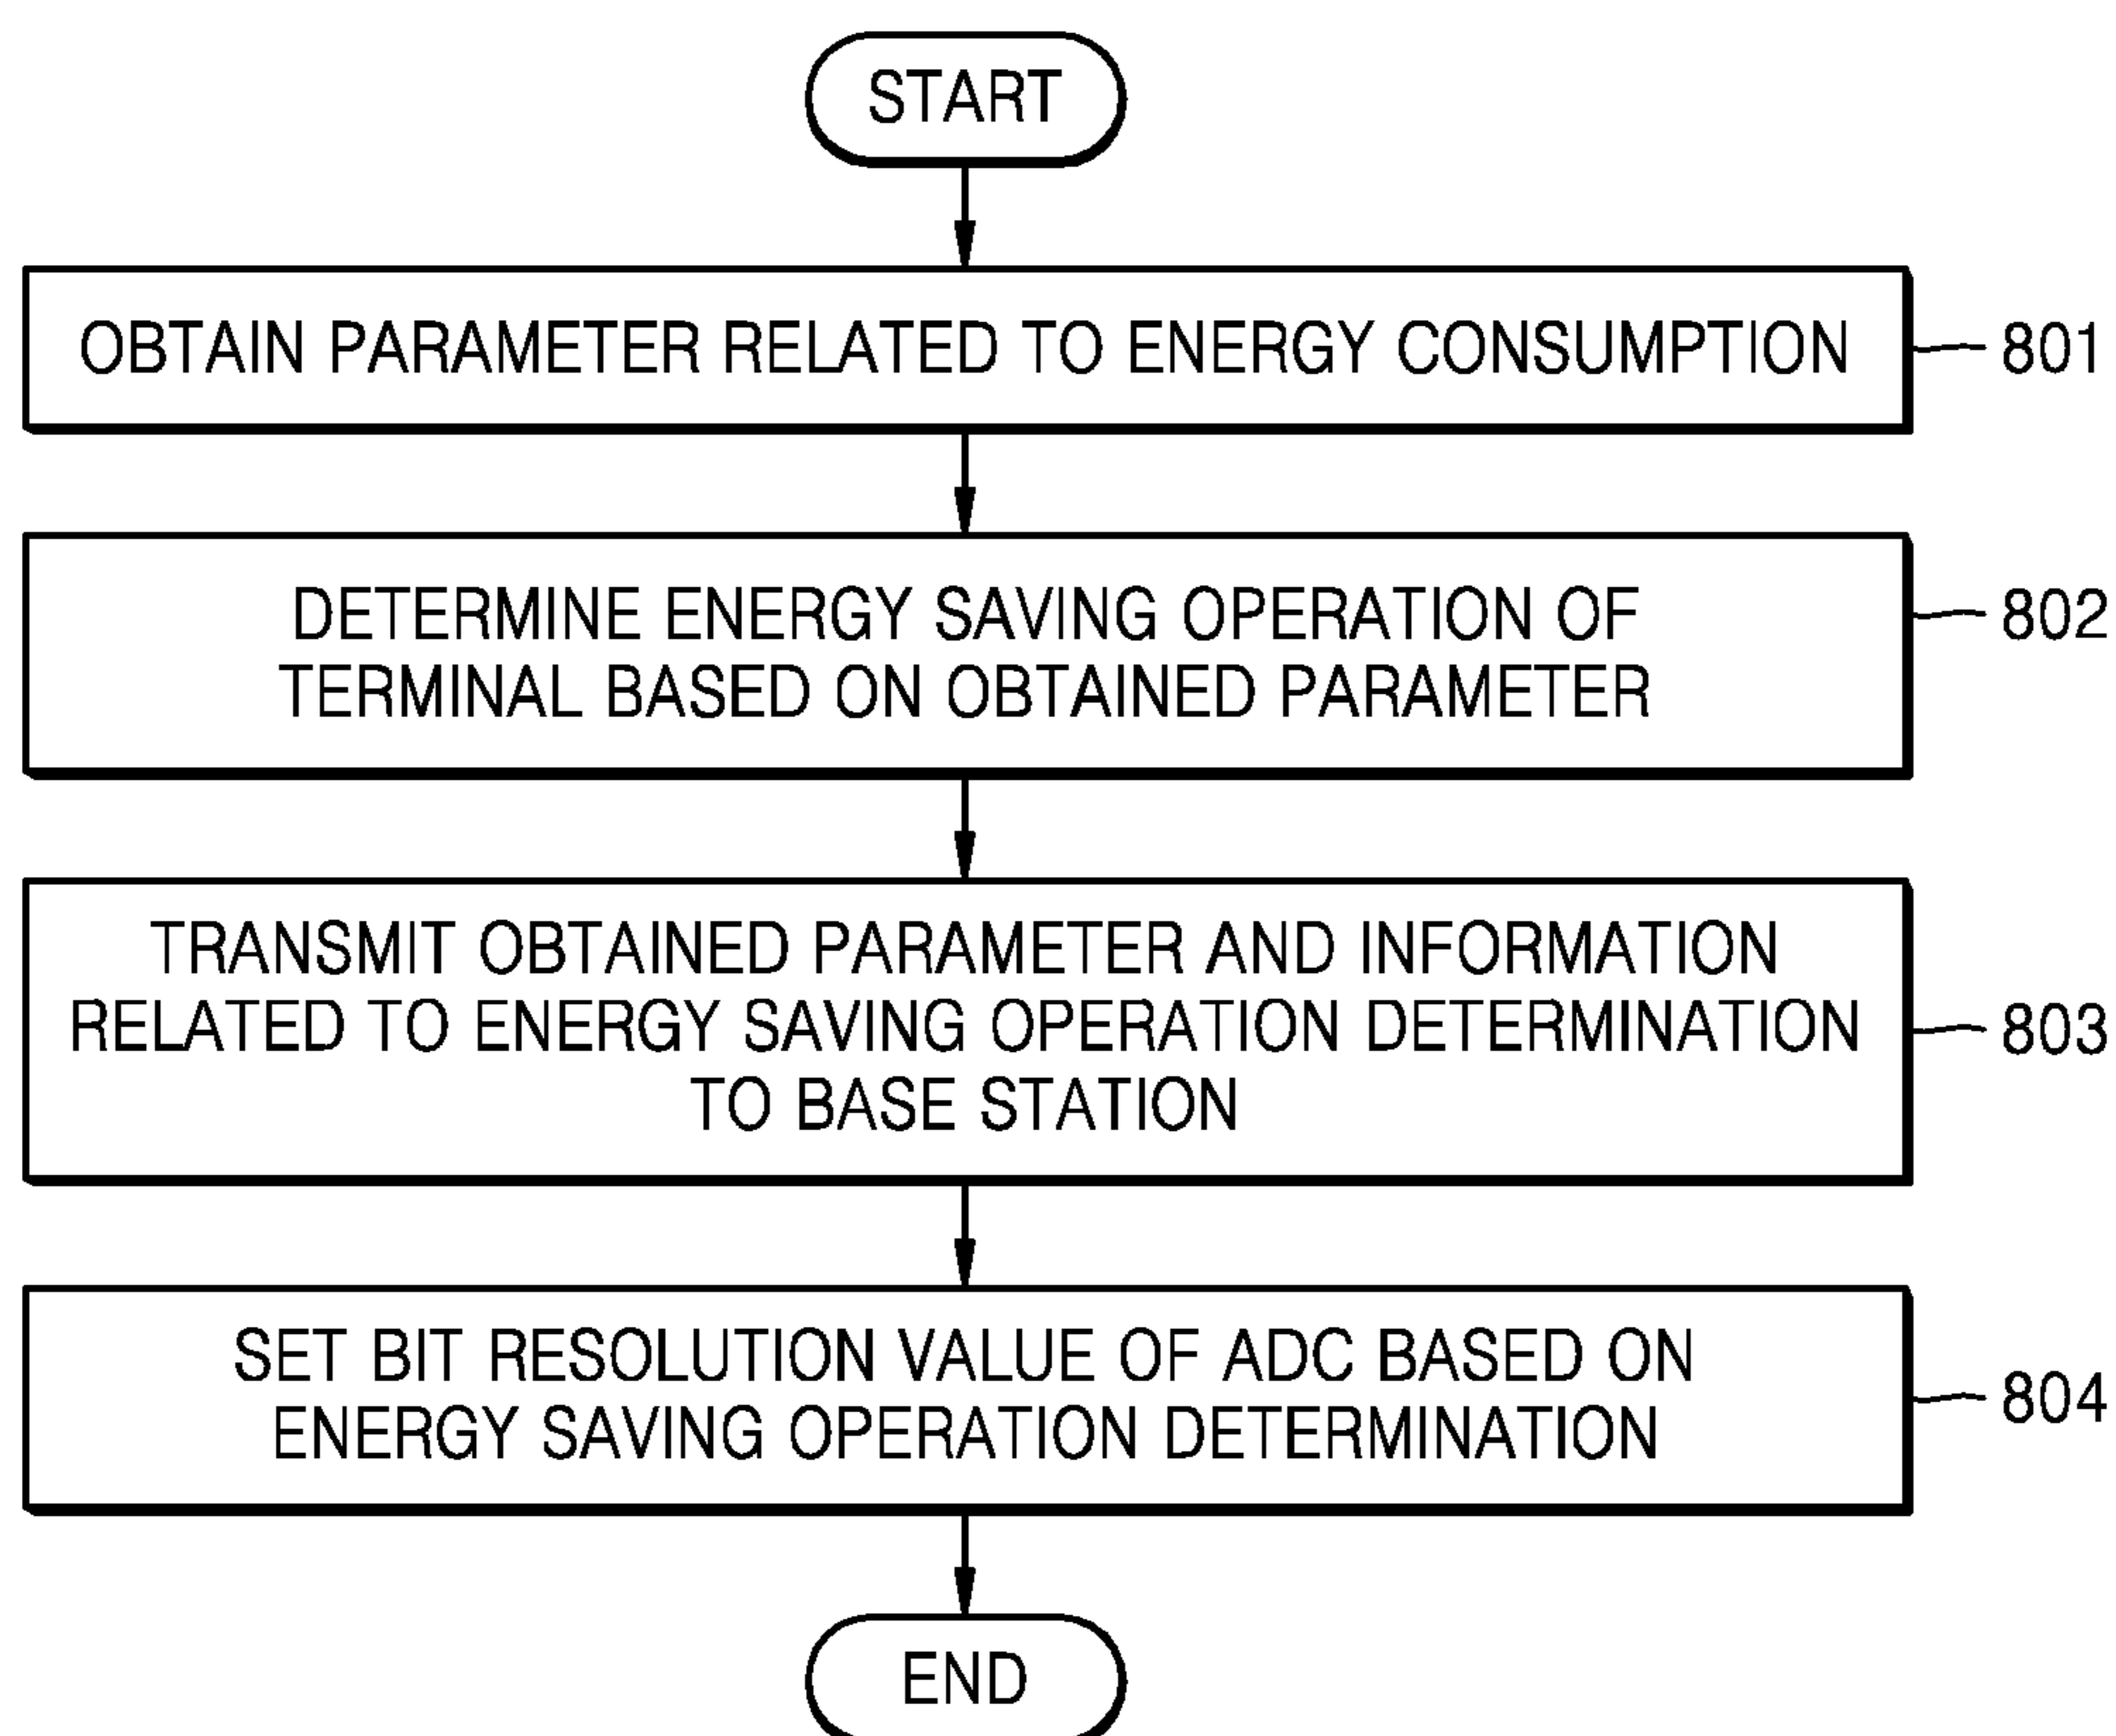 START
OBTAIN PARAMETER RELATED TO ENERGY CONSUMPTION
801
DETERMINE ENERGY SAVING OPERATION OF
TERMINAL BASED ON OBTAINED PARAMETER
802
TRANSMIT OBTAINED PARAMETER AND INFORMATION
RELATED TO ENERGY SAVING OPERATION DETERMINATION
TO BASE STATION
803
SET BIT RESOLUTION VALUE OF ADC BASED ON
ENERGY SAVING OPERATION DETERMINATION
804
END